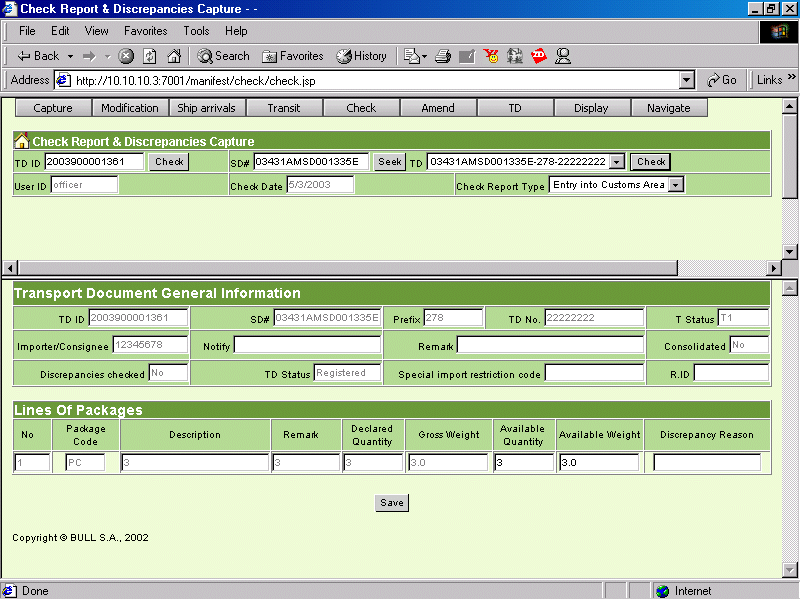 Check Report & Discrepancies Capture - -
File Edit View Favorites Tools Help
Back Search Favorites History
Address http://10.10.10.3:7001/manifest/check/check.jsp Go Links »
Capture Modification Ship arrivals Transit Check Amend TD Display Navigate
Check Report & Discrepancies Capture
TD ID 2003900001361 Check SD# 03431AMSD001335E Seek TD 03431AMSD001335E-278-22222222 Check
User ID officer Check Date 5/3/2003 Check Report Type Entry into Customs Area
Transport Document General Information
TD ID 2003900001361 SD# 03431AMSD001335E Prefix 278 TD No. 22222222 T Status T1
Importer/Consignee 12345678 Notify Remark Consolidated No
Discrepancies checked No TD Status Registered Special import restriction code R.ID
Lines Of Packages
No Package Code Description Remark Declared Quantity Gross Weight Available Quantity Available Weight Discrepancy Reason
1 PC 3 3 3 3.0 3 3.0
Save
Copyright © BULL S.A., 2002
Done Internet